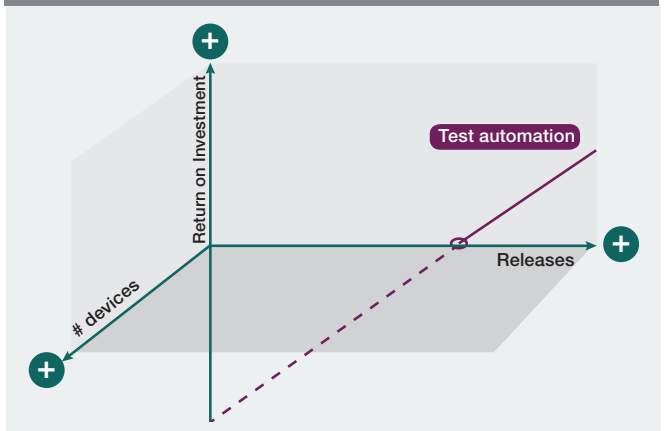 +
Return on Investment
Test automation
Releases
+
# devices
+